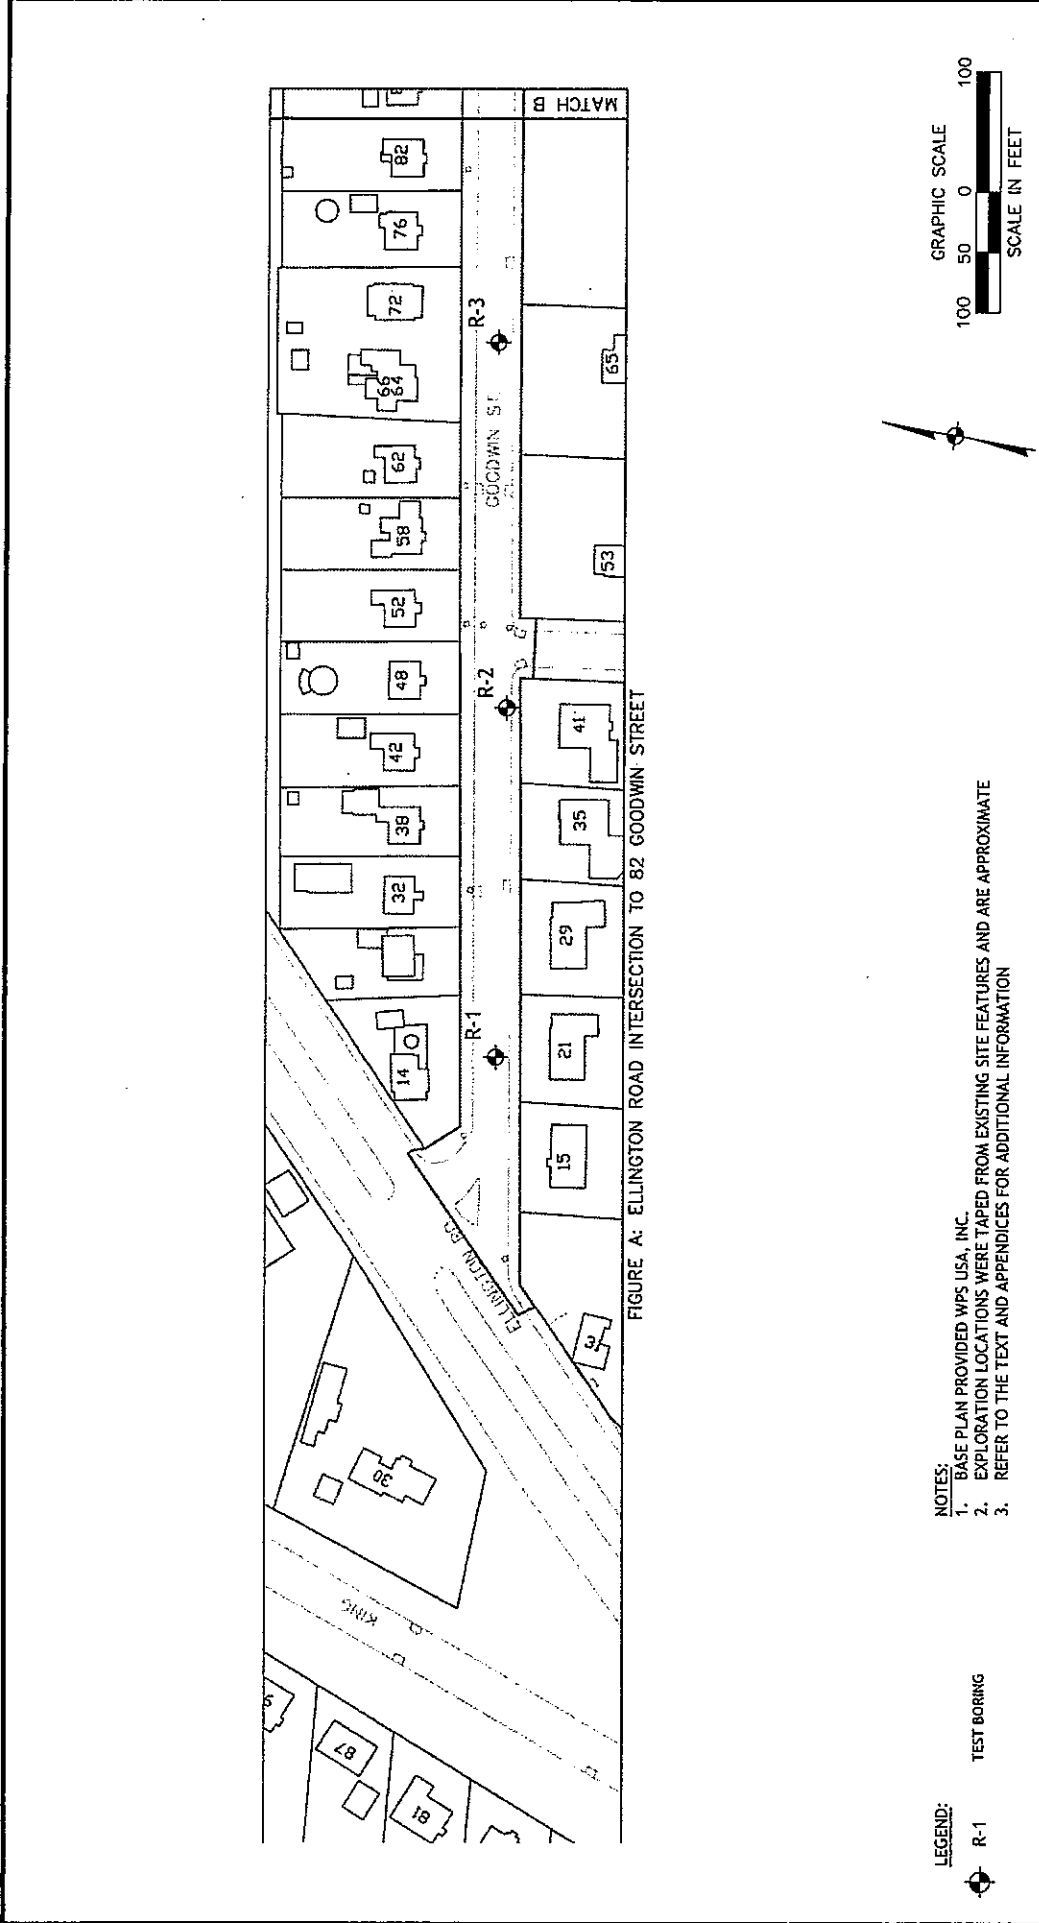 82
76
72
66
64
62
58
52
48
42
38
32
14
R-3
R-2
R-1
GOODWIN ST.
MATCH B
65
53
41
35
29
21
15
3
ELLINGTON RD
30
KING
87
81
FIGURE A: ELLINGTON ROAD INTERSECTION TO 82 GOODWIN STREET
GRAPHIC SCALE
100 50 0 100
SCALE IN FEET
NOTES:
1. BASE PLAN PROVIDED WPS USA, INC.
2. EXPLORATION LOCATIONS WERE TAPED FROM EXISTING SITE FEATURES AND ARE APPROXIMATE
3. REFER TO THE TEXT AND APPENDICES FOR ADDITIONAL INFORMATION
LEGEND:
R-1 TEST BORING